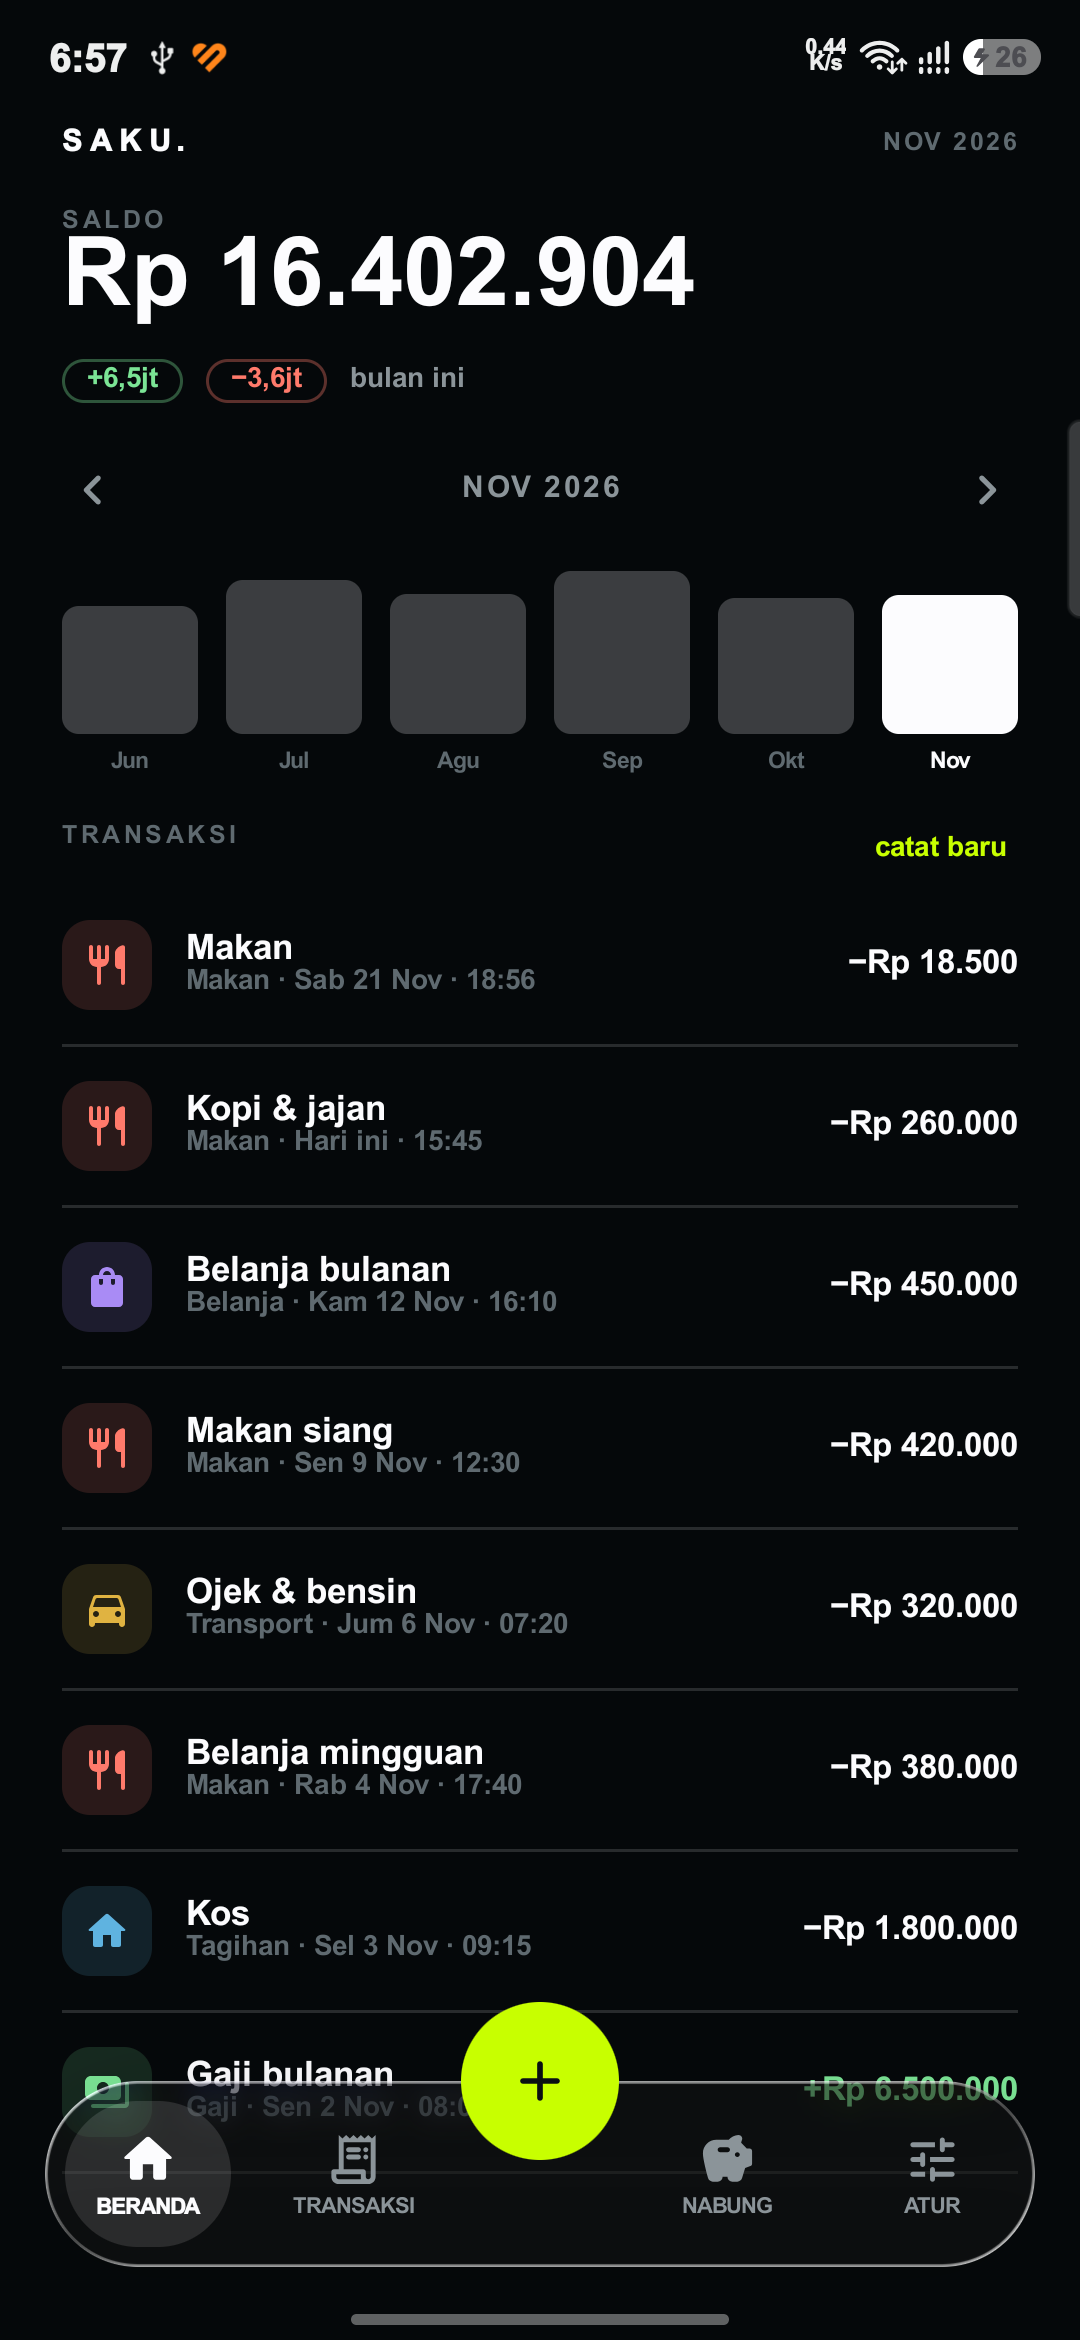 6:57
0.44 K/s
26
SAKU.
NOV 2026
SALDO
Rp 16.402.904
+6,5jt −3,6jt bulan ini
NOV 2026
Jun Jul Agu Sep Okt Nov
TRANSAKSI
catat baru
Makan
Makan · Sab 21 Nov · 18:56
−Rp 18.500
Kopi & jajan
Makan · Hari ini · 15:45
−Rp 260.000
Belanja bulanan
Belanja · Kam 12 Nov · 16:10
−Rp 450.000
Makan siang
Makan · Sen 9 Nov · 12:30
−Rp 420.000
Ojek & bensin
Transport · Jum 6 Nov · 07:20
−Rp 320.000
Belanja mingguan
Makan · Rab 4 Nov · 17:40
−Rp 380.000
Kos
Tagihan · Sel 3 Nov · 09:15
−Rp 1.800.000
Gaji bulanan
Gaji · Sen 2 Nov
+Rp 6.500.000
BERANDA TRANSAKSI NABUNG ATUR